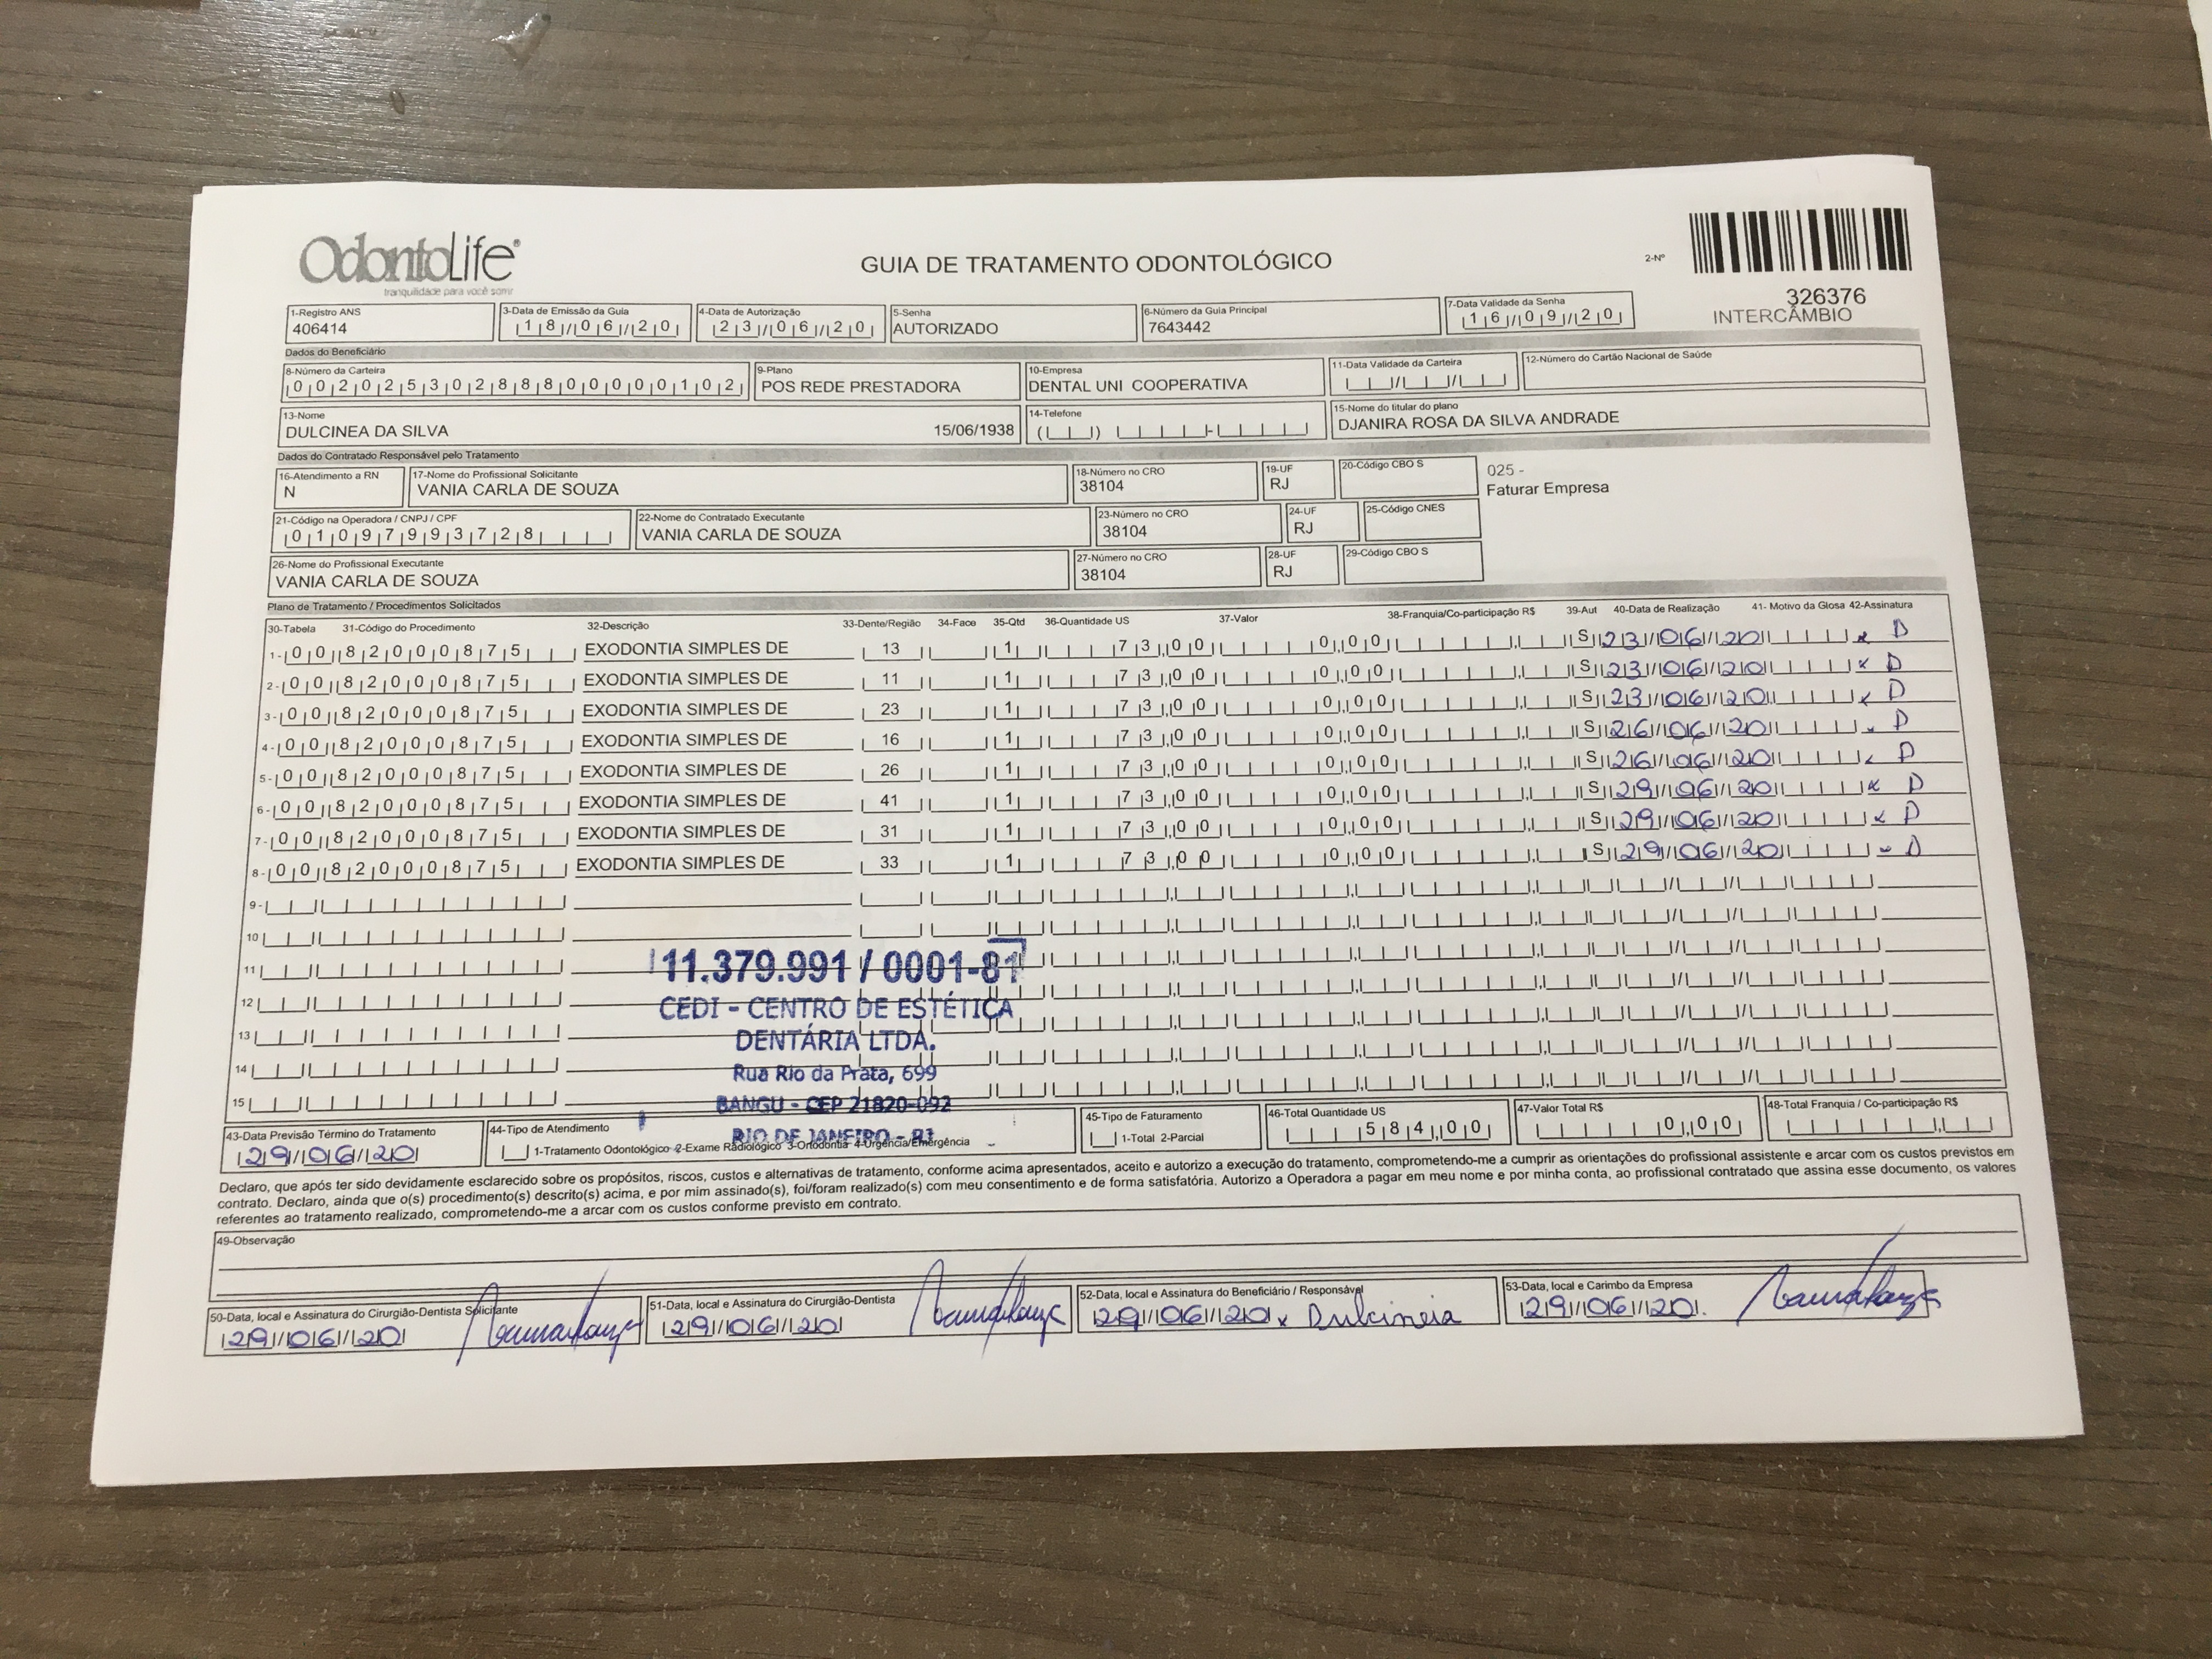 OdontoLife®
tranquilidade para você sorrir
GUIA DE TRATAMENTO ODONTOLÓGICO
2-Nº
326376
INTERCÂMBIO
1-Registro ANS
406414
3-Data de Emissão da Guia
18/06/20
4-Data de Autorização
23/06/20
5-Senha
AUTORIZADO
6-Número da Guia Principal
7643442
7-Data Validade da Senha
16/09/20
Dados do Beneficiário
8-Número da Carteira
00202530288800000102
9-Plano
POS REDE PRESTADORA
10-Empresa
DENTAL UNI COOPERATIVA
11-Data Validade da Carteira
12-Número do Cartão Nacional de Saúde
13-Nome
DULCINEA DA SILVA 15/06/1938
14-Telefone
15-Nome do titular do plano
DJANIRA ROSA DA SILVA ANDRADE
Dados do Contratado Responsável pelo Tratamento
16-Atendimento a RN
N
17-Nome do Profissional Solicitante
VANIA CARLA DE SOUZA
18-Número no CRO
38104
19-UF
RJ
20-Código CBO S
025 -
Faturar Empresa
21-Código na Operadora / CNPJ / CPF
01097993728
22-Nome do Contratado Executante
VANIA CARLA DE SOUZA
23-Número no CRO
38104
24-UF
RJ
25-Código CNES
26-Nome do Profissional Executante
VANIA CARLA DE SOUZA
27-Número no CRO
38104
28-UF
RJ
29-Código CBO S
Plano de Tratamento / Procedimentos Solicitados
30-Tabela 31-Código do Procedimento 32-Descrição 33-Dente/Região 34-Face 35-Qtd 36-Quantidade US 37-Valor 38-Franquia/Co-participação R$ 39-Aut 40-Data de Realização 41- Motivo da Glosa 42-Assinatura
1- 00 82000875 EXODONTIA SIMPLES DE 13 1 73,00 0,00 S 23/06/20 x D
2- 00 82000875 EXODONTIA SIMPLES DE 11 1 73,00 0,00 S 23/06/20 x D
3- 00 82000875 EXODONTIA SIMPLES DE 23 1 73,00 0,00 S 23/06/20 x D
4- 00 82000875 EXODONTIA SIMPLES DE 16 1 73,00 0,00 S 26/06/20 x D
5- 00 82000875 EXODONTIA SIMPLES DE 26 1 73,00 0,00 S 26/06/20 x D
6- 00 82000875 EXODONTIA SIMPLES DE 41 1 73,00 0,00 S 29/06/20 x D
7- 00 82000875 EXODONTIA SIMPLES DE 31 1 73,00 0,00 S 29/06/20 x D
8- 00 82000875 EXODONTIA SIMPLES DE 33 1 73,00 0,00 S 29/06/20 x D
9-
10
11
12
13
14
15
11.379.991 / 0001-81
CEDI - CENTRO DE ESTÉTICA
DENTÁRIA LTDA.
Rua Rio da Prata, 699
BANGU - CEP 21820-092
RIO DE JANEIRO - RJ
43-Data Previsão Término do Tratamento
29/06/20
44-Tipo de Atendimento
1-Tratamento Odontológico 2-Exame Radiológico 3-Ortodontia 4-Urgência/Emergência
45-Tipo de Faturamento
1-Total 2-Parcial
46-Total Quantidade US
584,00
47-Valor Total R$
0,00
48-Total Franquia / Co-participação R$
Declaro, que após ter sido devidamente esclarecido sobre os propósitos, riscos, custos e alternativas de tratamento, conforme acima apresentados, aceito e autorizo a execução do tratamento, comprometendo-me a cumprir as orientações do profissional assistente e arcar com os custos previstos em
contrato. Declaro, ainda que o(s) procedimento(s) descrito(s) acima, e por mim assinado(s), foi/foram realizado(s) com meu consentimento e de forma satisfatória. Autorizo a Operadora a pagar em meu nome e por minha conta, ao profissional contratado que assina esse documento, os valores
referentes ao tratamento realizado, comprometendo-me a arcar com os custos conforme previsto em contrato.
49-Observação
50-Data, local e Assinatura do Cirurgião-Dentista Solicitante
29/06/20
51-Data, local e Assinatura do Cirurgião-Dentista
29/06/20
52-Data, local e Assinatura do Beneficiário / Responsável
29/06/20 x Dulcineia
53-Data, local e Carimbo da Empresa
29/06/20.